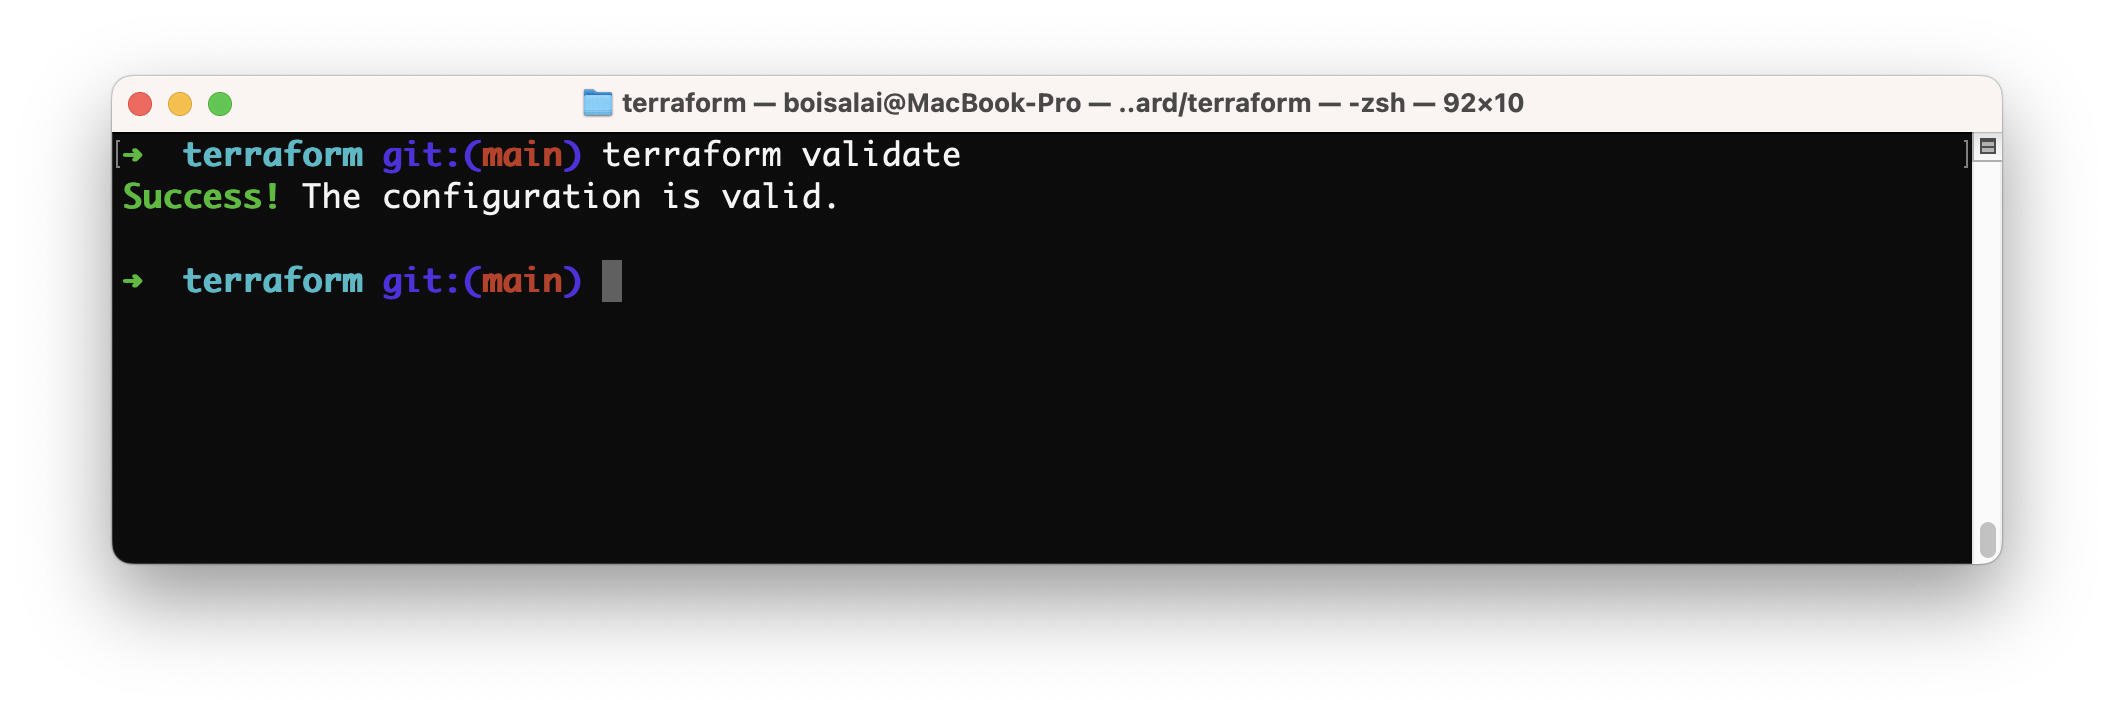 terraform — boisalai@MacBook-Pro — ..ard/terraform — -zsh — 92×10
[➜  terraform git:(main) terraform validate ]
Success! The configuration is valid.
➜  terraform git:(main)